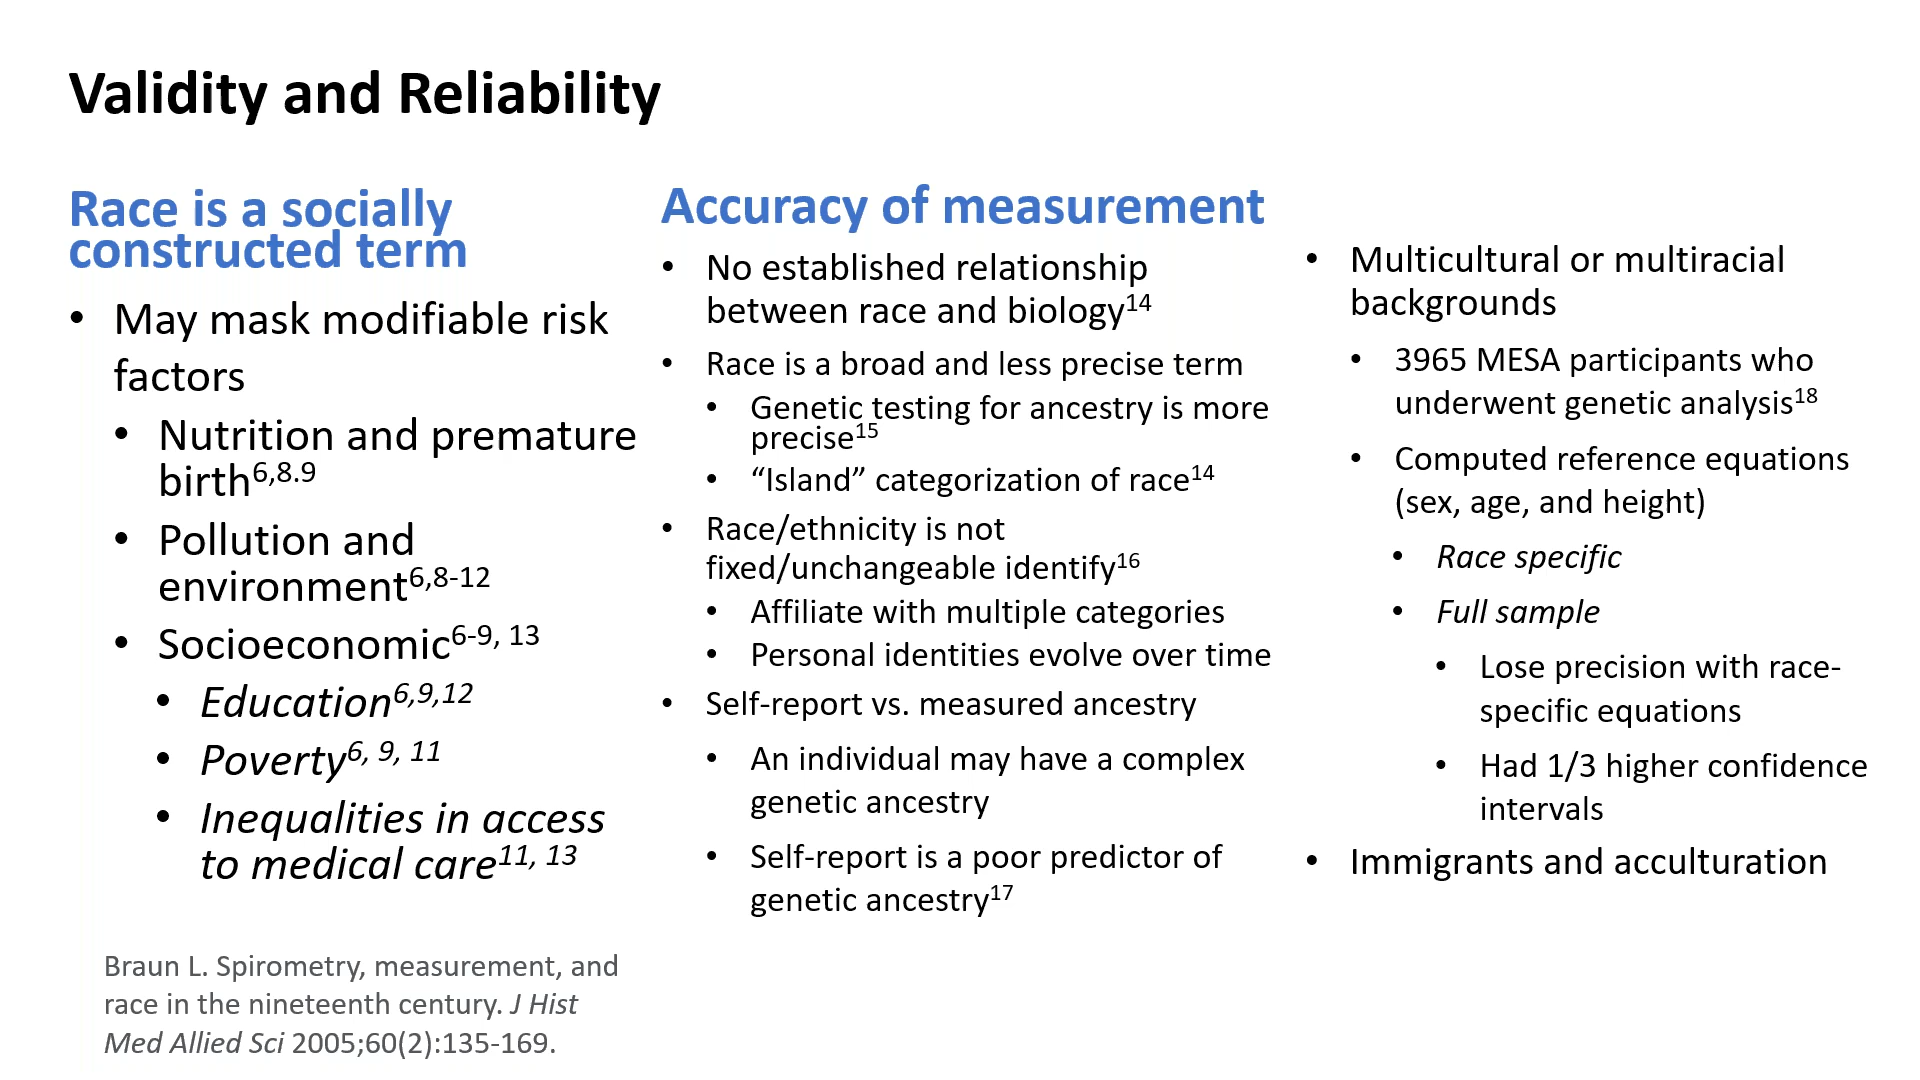 Validity and Reliability
Race is a socially
constructed term
• May mask modifiable risk
factors
• Nutrition and premature
birth6,8.9
• Pollution and
environment6,8-12
• Socioeconomic6-9, 13
• Education6,9,12
• Poverty6, 9, 11
• Inequalities in access
to medical care11, 13
Braun L. Spirometry, measurement, and
race in the nineteenth century. J Hist
Med Allied Sci 2005;60(2):135-169.
Accuracy of measurement
• No established relationship
between race and biology14
• Race is a broad and less precise term
• Genetic testing for ancestry is more
precise15
• “Island” categorization of race14
• Race/ethnicity is not
fixed/unchangeable identify16
• Affiliate with multiple categories
• Personal identities evolve over time
• Self-report vs. measured ancestry
• An individual may have a complex
genetic ancestry
• Self-report is a poor predictor of
genetic ancestry17
• Multicultural or multiracial
backgrounds
• 3965 MESA participants who
underwent genetic analysis18
• Computed reference equations
(sex, age, and height)
• Race specific
• Full sample
• Lose precision with race-
specific equations
• Had 1/3 higher confidence
intervals
• Immigrants and acculturation